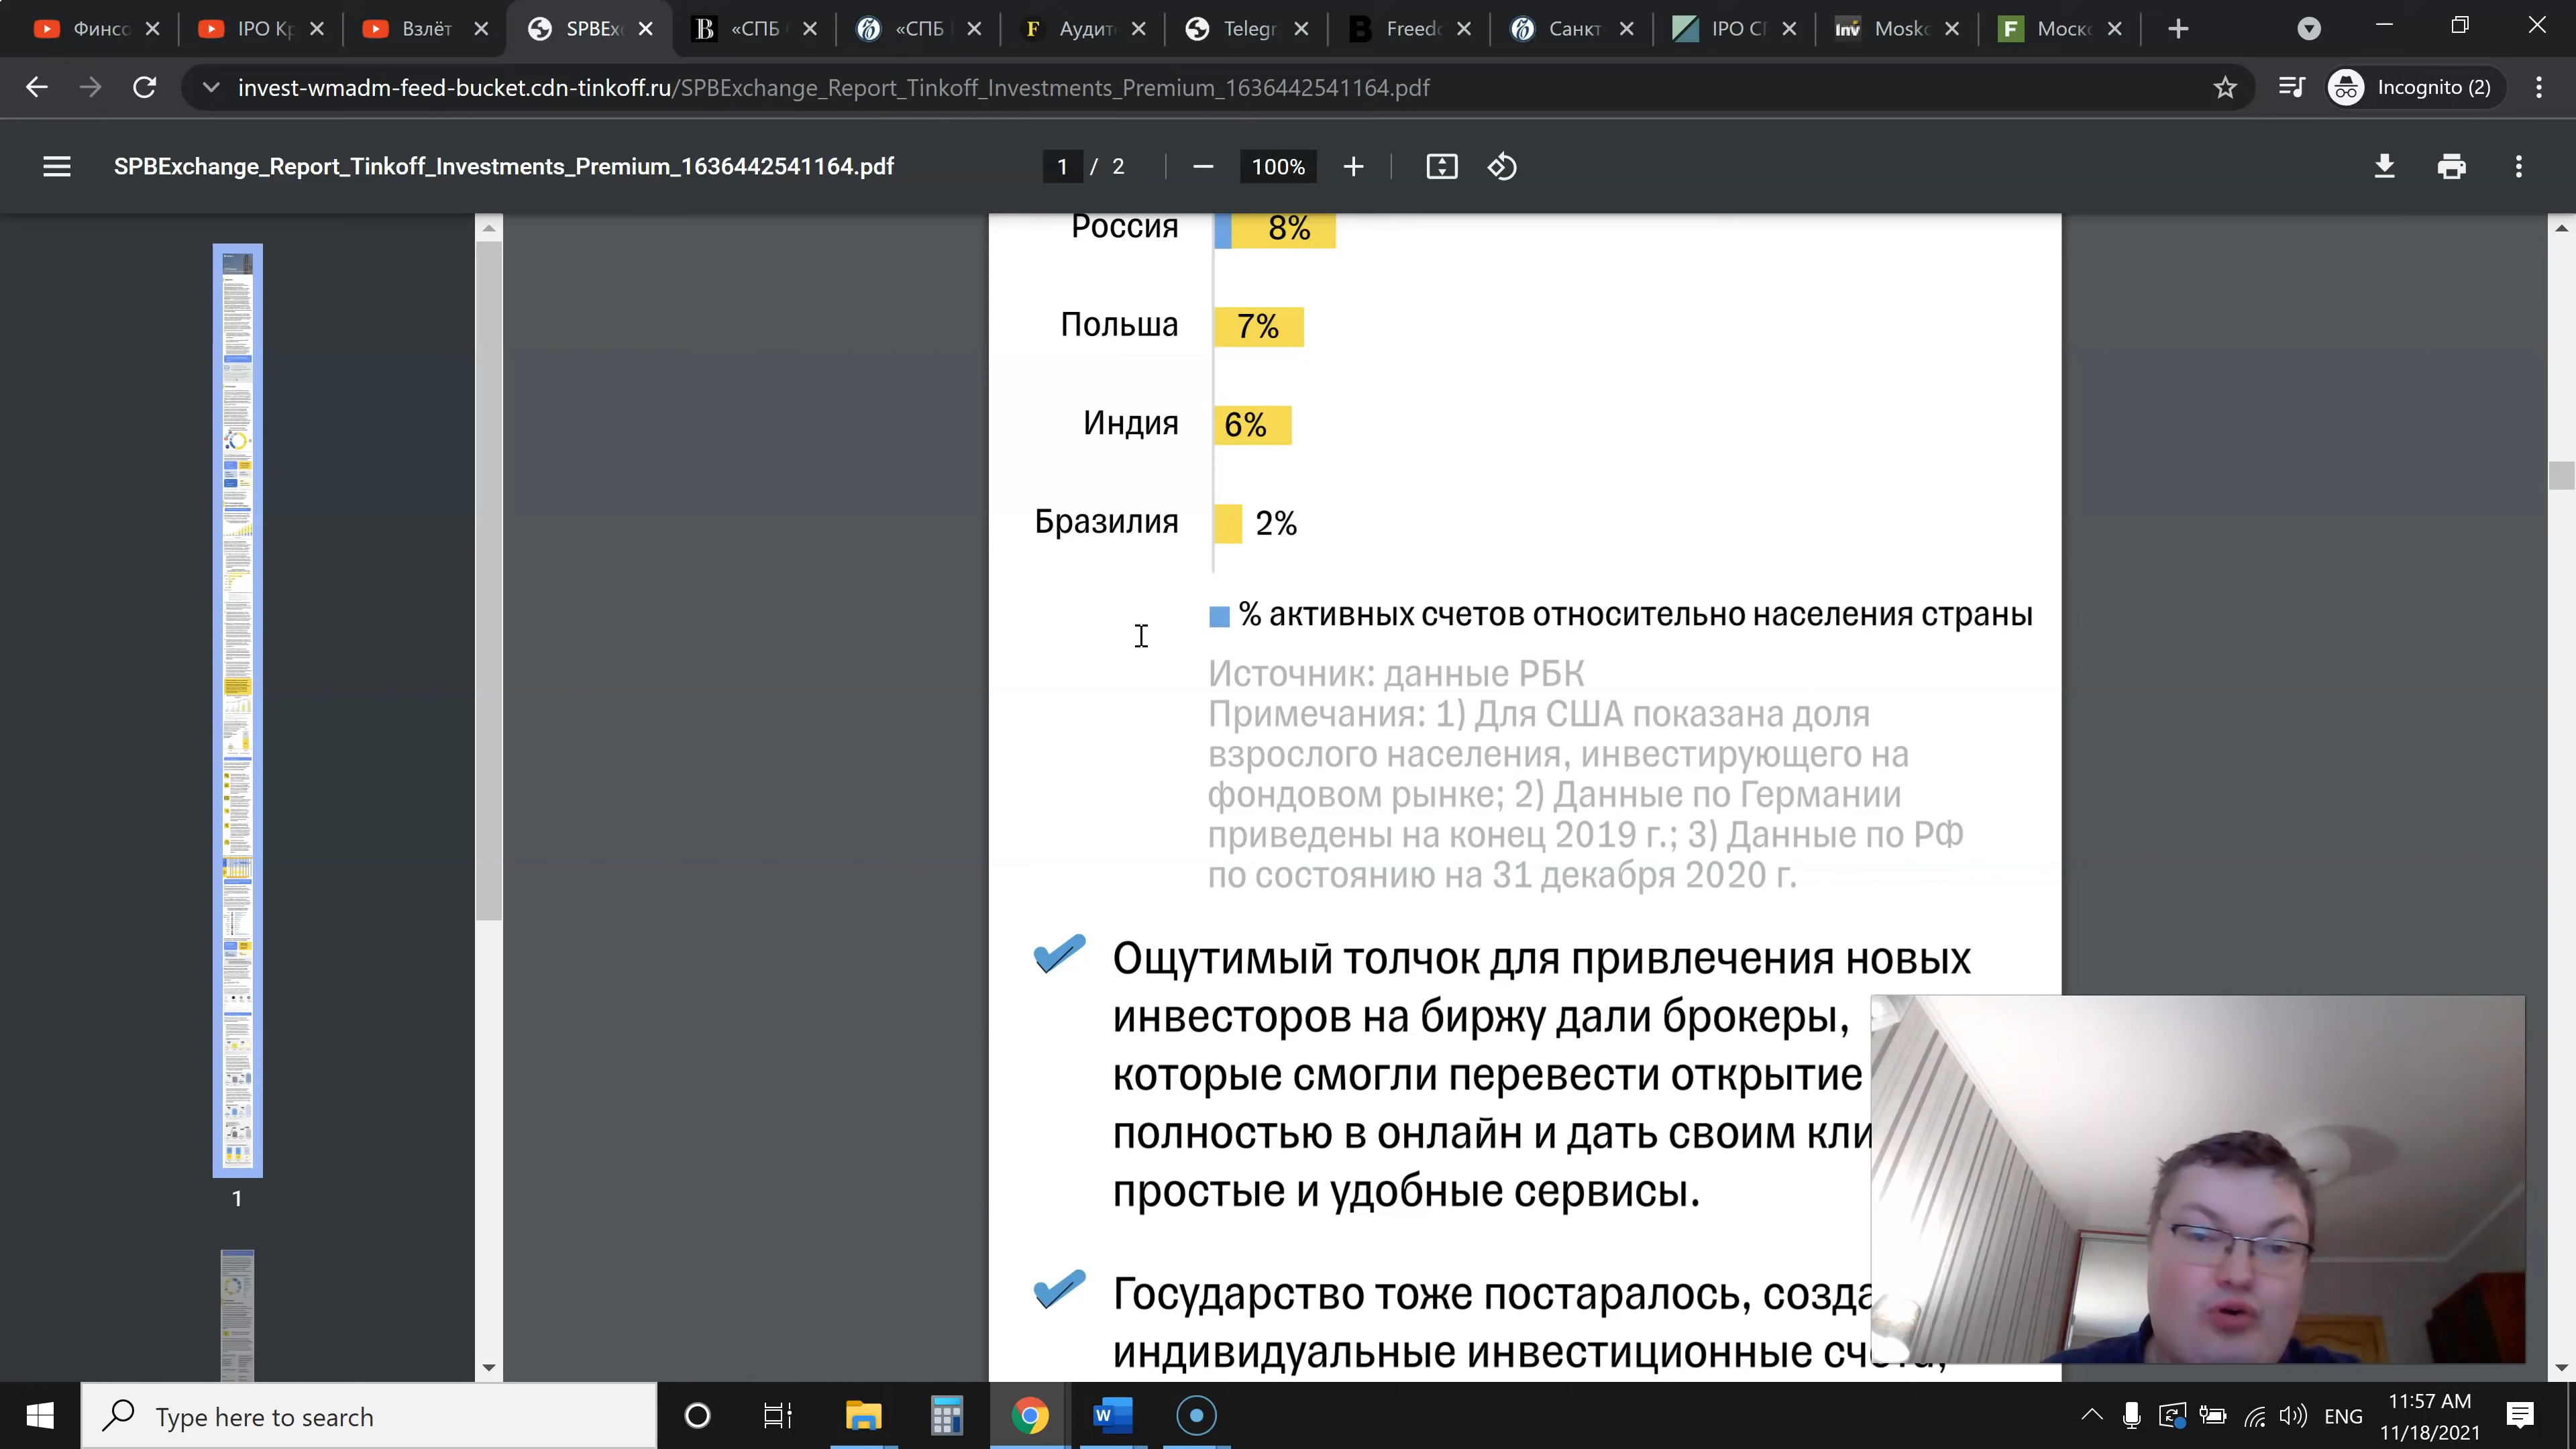 Финсо
IPO Кр
Взлёт
SPBEx
«СПБ
«СПБ
Аудит
Telegr
Freedo
Санкт
IPO СП
Mosko
Моско
invest-wmadm-feed-bucket.cdn-tinkoff.ru/SPBExchange_Report_Tinkoff_Investments_Premium_1636442541164.pdf
Incognito (2)
SPBExchange_Report_Tinkoff_Investments_Premium_1636442541164.pdf
1 / 2
100%
Россия 8%
Польша 7%
Индия 6%
Бразилия 2%
% активных счетов относительно населения страны
Источник: данные РБК
Примечания: 1) Для США показана доля
взрослого населения, инвестирующего на
фондовом рынке; 2) Данные по Германии
приведены на конец 2019 г.; 3) Данные по РФ
по состоянию на 31 декабря 2020 г.
Ощутимый толчок для привлечения новых
инвесторов на биржу дали брокеры,
которые смогли перевести открытие
полностью в онлайн и дать своим кли
простые и удобные сервисы.
Государство тоже постаралось, созда
индивидуальные инвестиционные счета,
1
Type here to search
ENG
11:57 AM
11/18/2021